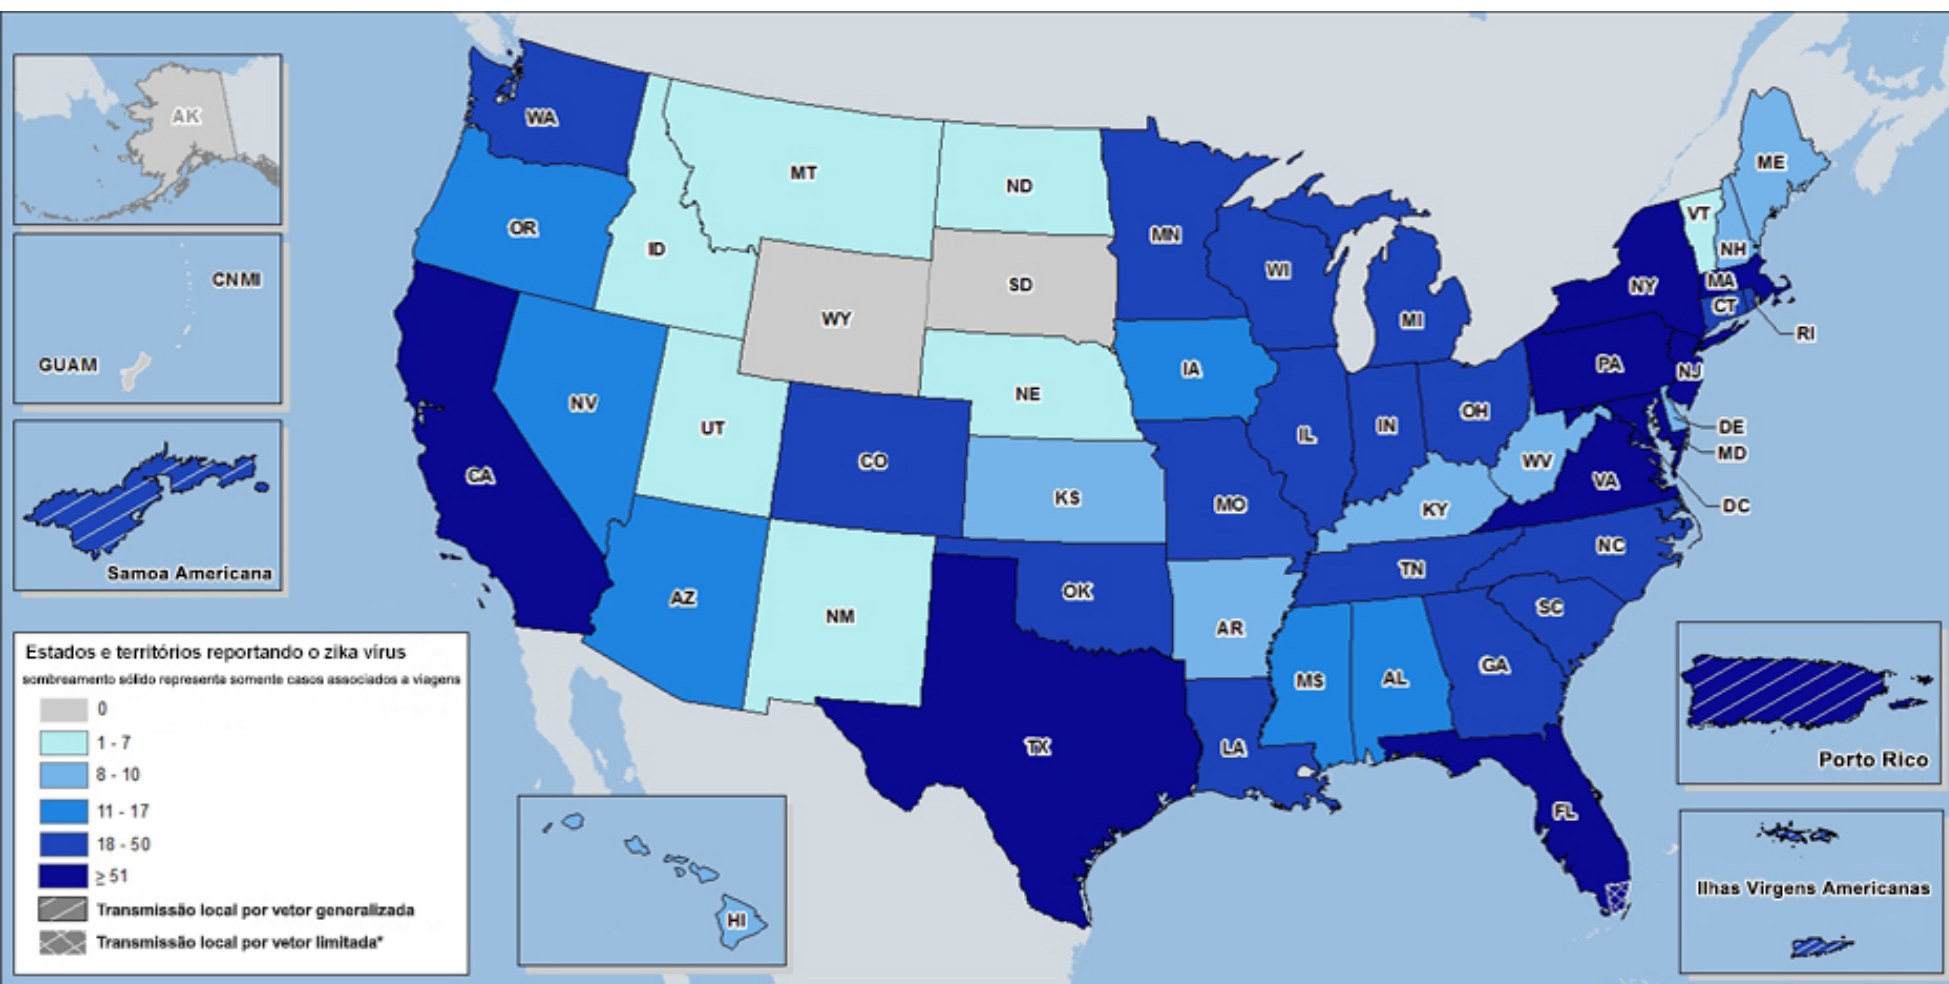 AK
CNMI
GUAM
Samoa Americana
Estados e territórios reportando o zika vírus
sombreamento sólido representa somente casos associados a viagens
0
1 - 7
8 - 10
11 - 17
18 - 50
≥ 51
Transmissão local por vetor generalizada
Transmissão local por vetor limitada*
HI
WA
OR
CA
NV
ID
MT
WY
UT
AZ
CO
NM
ND
SD
NE
KS
OK
TX
MN
IA
MO
AR
LA
WI
IL
MI
IN
OH
KY
TN
MS
AL
GA
FL
SC
NC
VA
WV
PA
NY
VT
NH
ME
MA
CT
RI
NJ
DE
MD
DC
Porto Rico
Ilhas Virgens Americanas